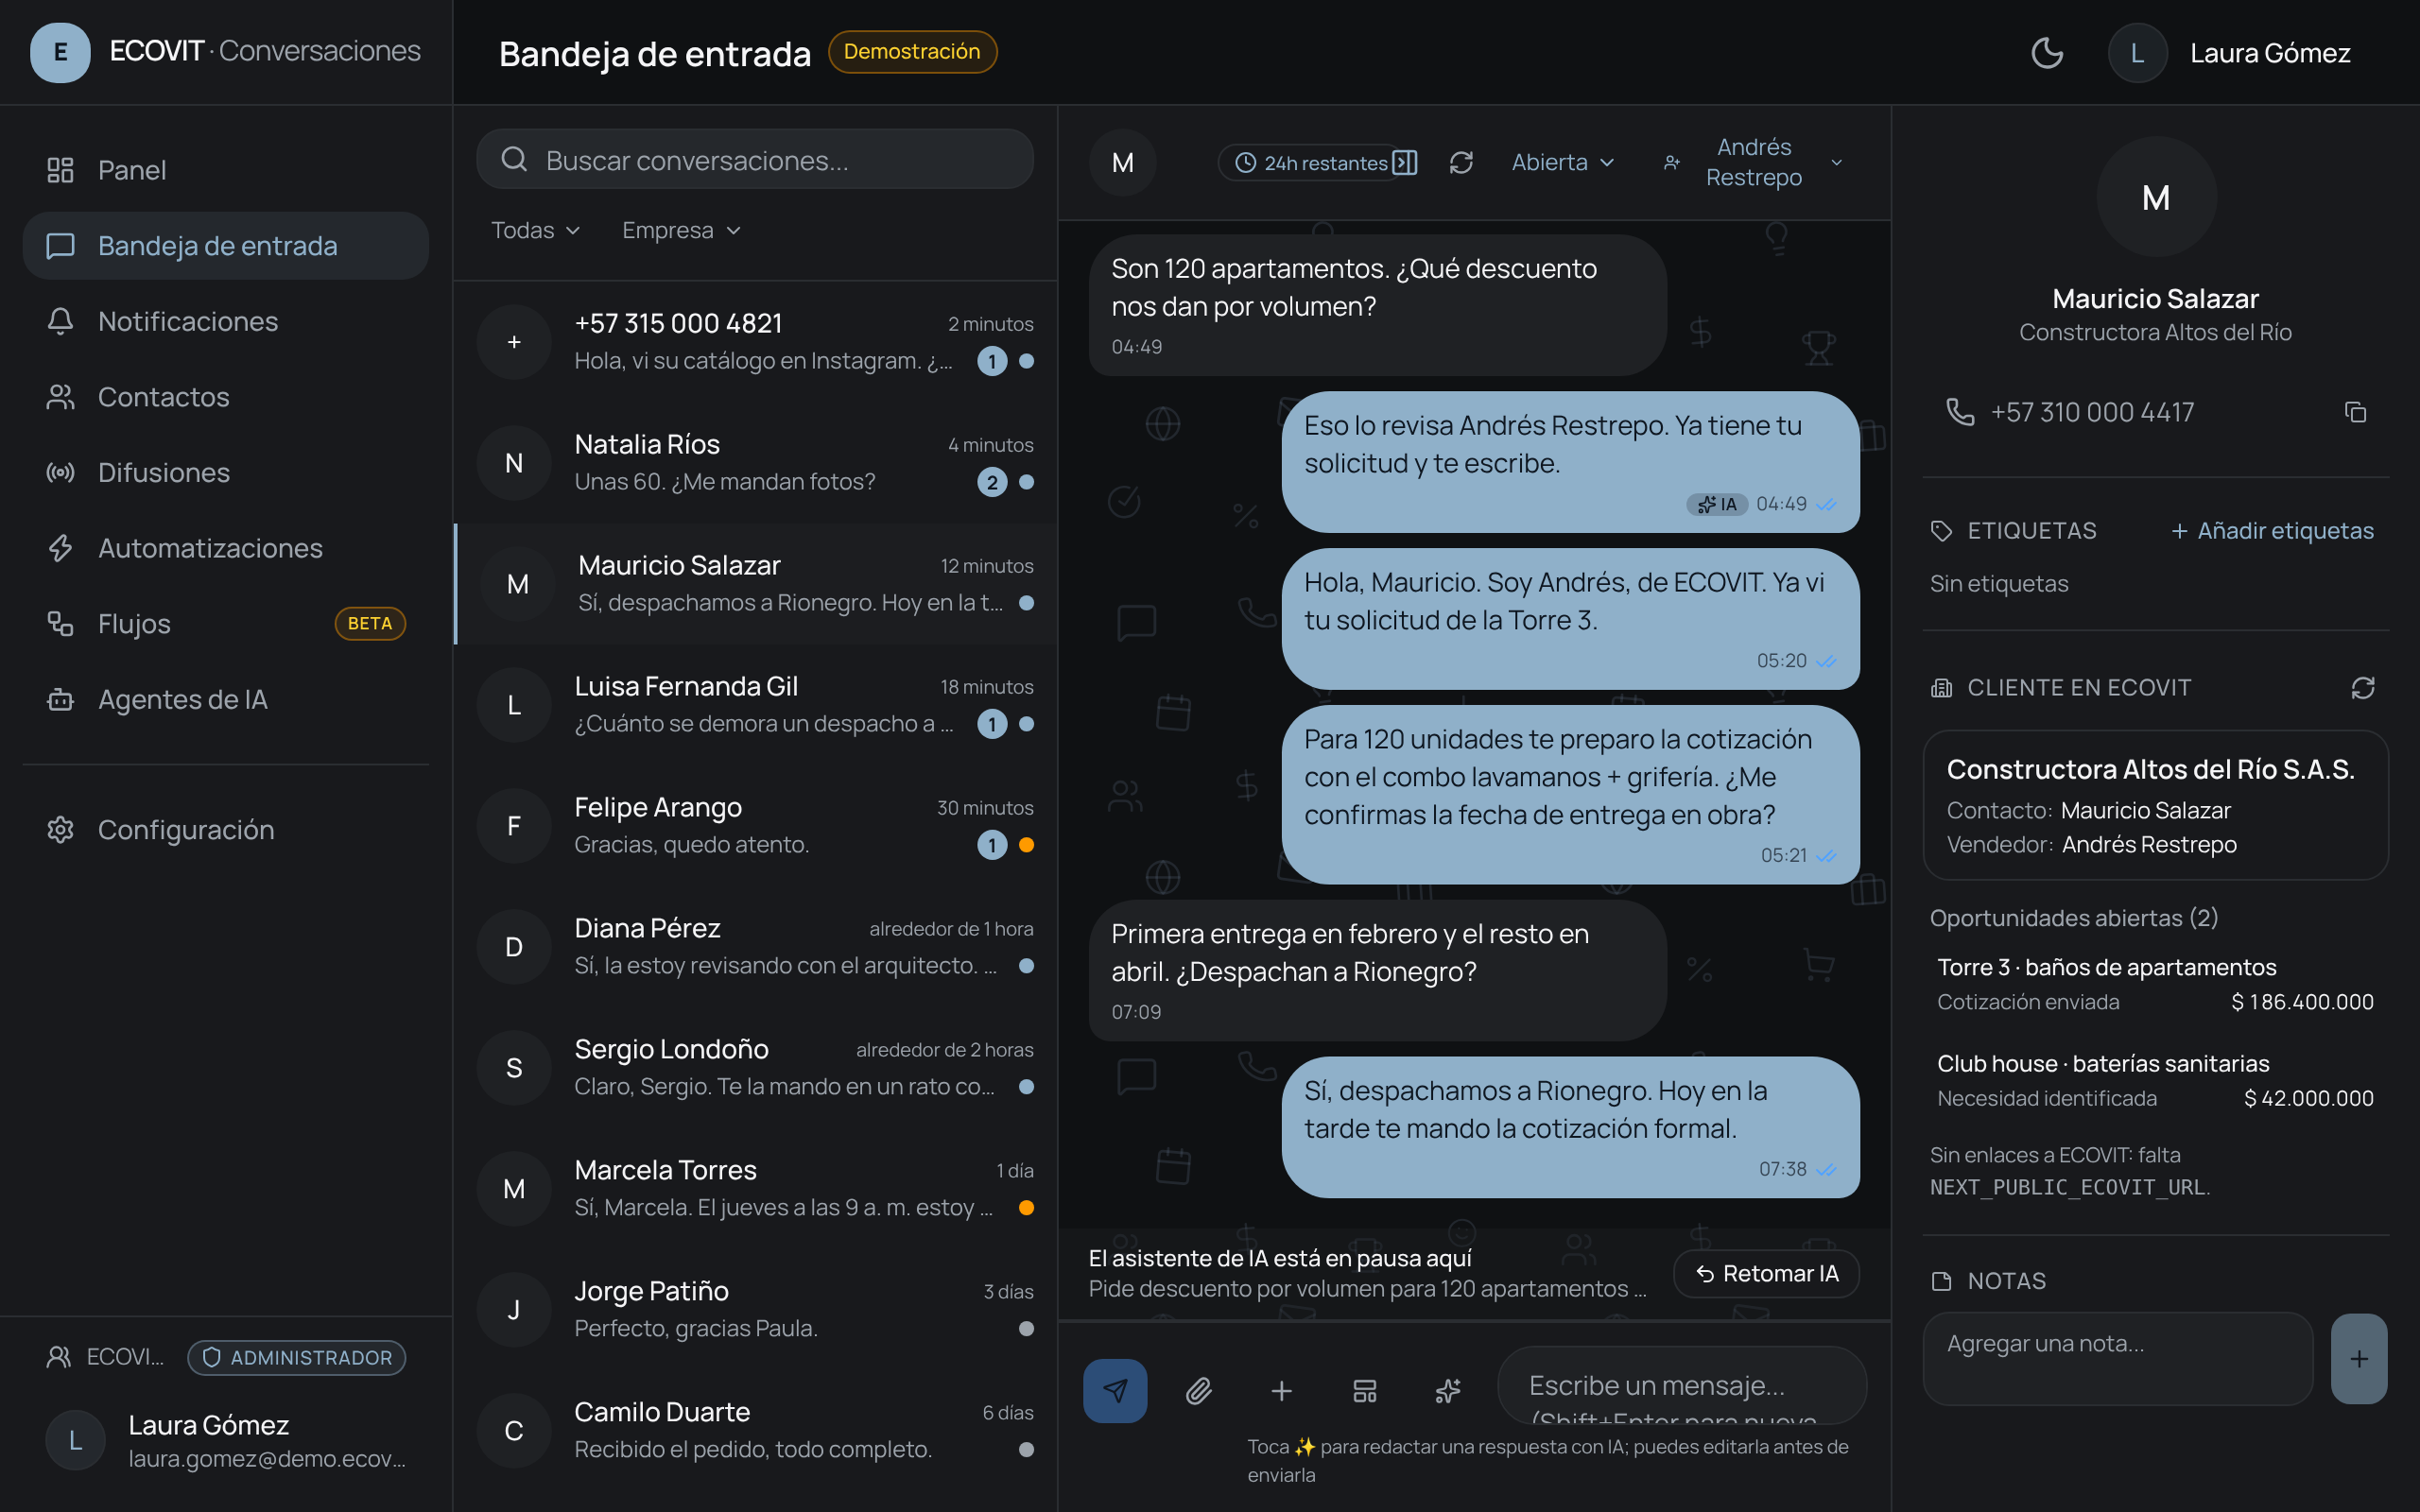 E
ECOVIT · Conversaciones
Bandeja de entrada
Demostración
L
Laura Gómez
Panel
Bandeja de entrada
Notificaciones
Contactos
Difusiones
Automatizaciones
Flujos
BETA
Agentes de IA
Configuración
ECOVI...
ADMINISTRADOR
L
Laura Gómez
laura.gomez@demo.ecov...
Buscar conversaciones...
Todas
Empresa
+
+57 315 000 4821
2 minutos
Hola, vi su catálogo en Instagram. ¿...
1
N
Natalia Ríos
4 minutos
Unas 60. ¿Me mandan fotos?
2
M
Mauricio Salazar
12 minutos
Sí, despachamos a Rionegro. Hoy en la t...
L
Luisa Fernanda Gil
18 minutos
¿Cuánto se demora un despacho a ...
1
F
Felipe Arango
30 minutos
Gracias, quedo atento.
1
D
Diana Pérez
alrededor de 1 hora
Sí, la estoy revisando con el arquitecto. ...
S
Sergio Londoño
alrededor de 2 horas
Claro, Sergio. Te la mando en un rato co...
M
Marcela Torres
1 día
Sí, Marcela. El jueves a las 9 a. m. estoy ...
J
Jorge Patiño
3 días
Perfecto, gracias Paula.
C
Camilo Duarte
6 días
Recibido el pedido, todo completo.
M
24h restantes
Abierta
Andrés
Restrepo
Son 120 apartamentos. ¿Qué descuento
nos dan por volumen?
04:49
Eso lo revisa Andrés Restrepo. Ya tiene tu
solicitud y te escribe.
IA 04:49
Hola, Mauricio. Soy Andrés, de ECOVIT. Ya vi
tu solicitud de la Torre 3.
05:20
Para 120 unidades te preparo la cotización
con el combo lavamanos + grifería. ¿Me
confirmas la fecha de entrega en obra?
05:21
Primera entrega en febrero y el resto en
abril. ¿Despachan a Rionegro?
07:09
Sí, despachamos a Rionegro. Hoy en la
tarde te mando la cotización formal.
07:38
El asistente de IA está en pausa aquí
Pide descuento por volumen para 120 apartamentos ...
Retomar IA
Escribe un mensaje...
(Shift+Enter para nueva
Toca ✨ para redactar una respuesta con IA; puedes editarla antes de
enviarla
M
Mauricio Salazar
Constructora Altos del Río
+57 310 000 4417
ETIQUETAS
+ Añadir etiquetas
Sin etiquetas
CLIENTE EN ECOVIT
Constructora Altos del Río S.A.S.
Contacto: Mauricio Salazar
Vendedor: Andrés Restrepo
Oportunidades abiertas (2)
Torre 3 · baños de apartamentos
Cotización enviada
$ 186.400.000
Club house · baterías sanitarias
Necesidad identificada
$ 42.000.000
Sin enlaces a ECOVIT: falta
NEXT_PUBLIC_ECOVIT_URL.
NOTAS
Agregar una nota...
+